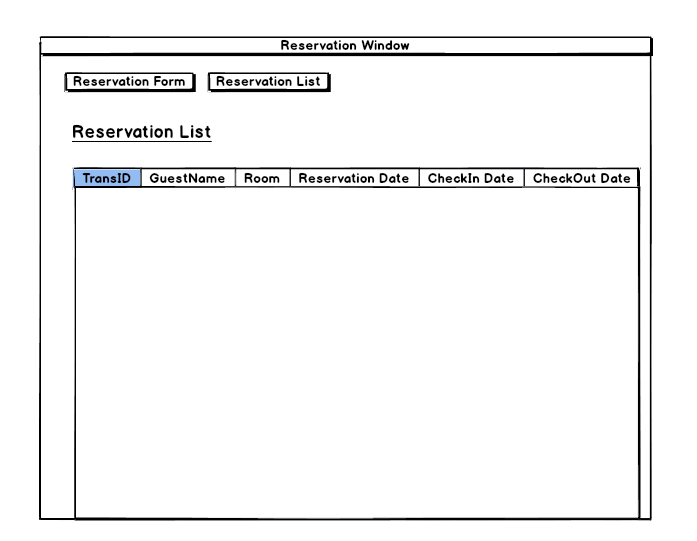 Reservation Window
Reservation Form Reservation List
Reservation List
TransID GuestName Room Reservation Date CheckIn Date CheckOut Date